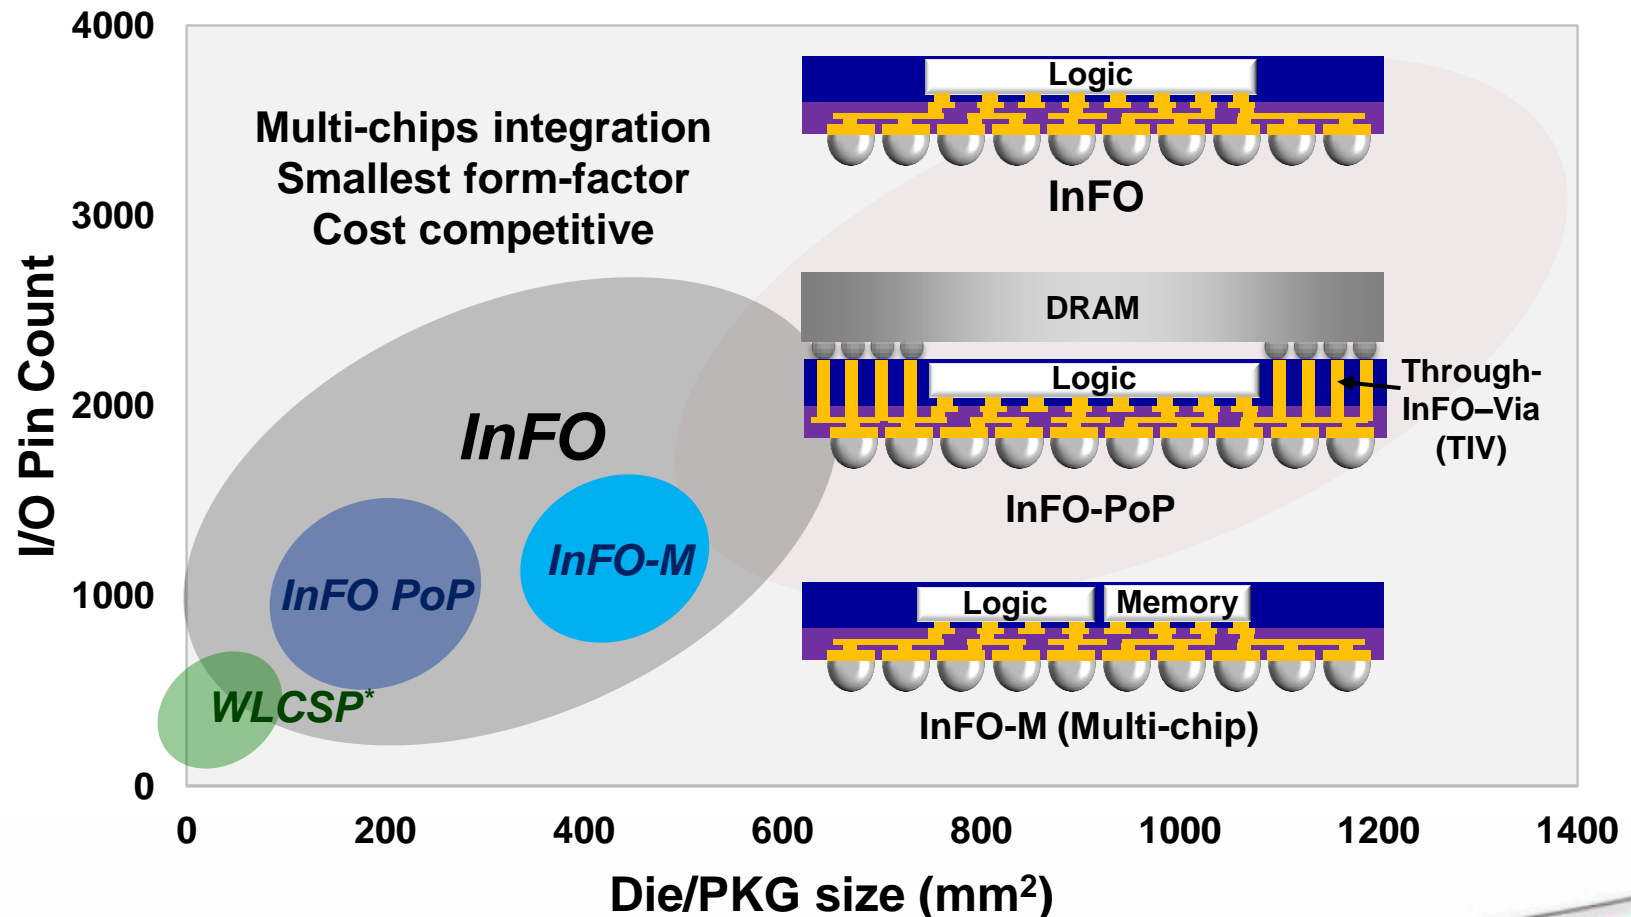 4000
3000
2000
1000
0
I/O Pin Count
Multi-chips integration
Smallest form-factor
Cost competitive
InFO
InFO PoP
InFO-M
WLCSP*
Logic
InFO
DRAM
Logic
Through-
InFO–Via
(TIV)
InFO-PoP
Logic
Memory
InFO-M (Multi-chip)
0
200
400
600
800
1000
1200
1400
Die/PKG size (mm²)